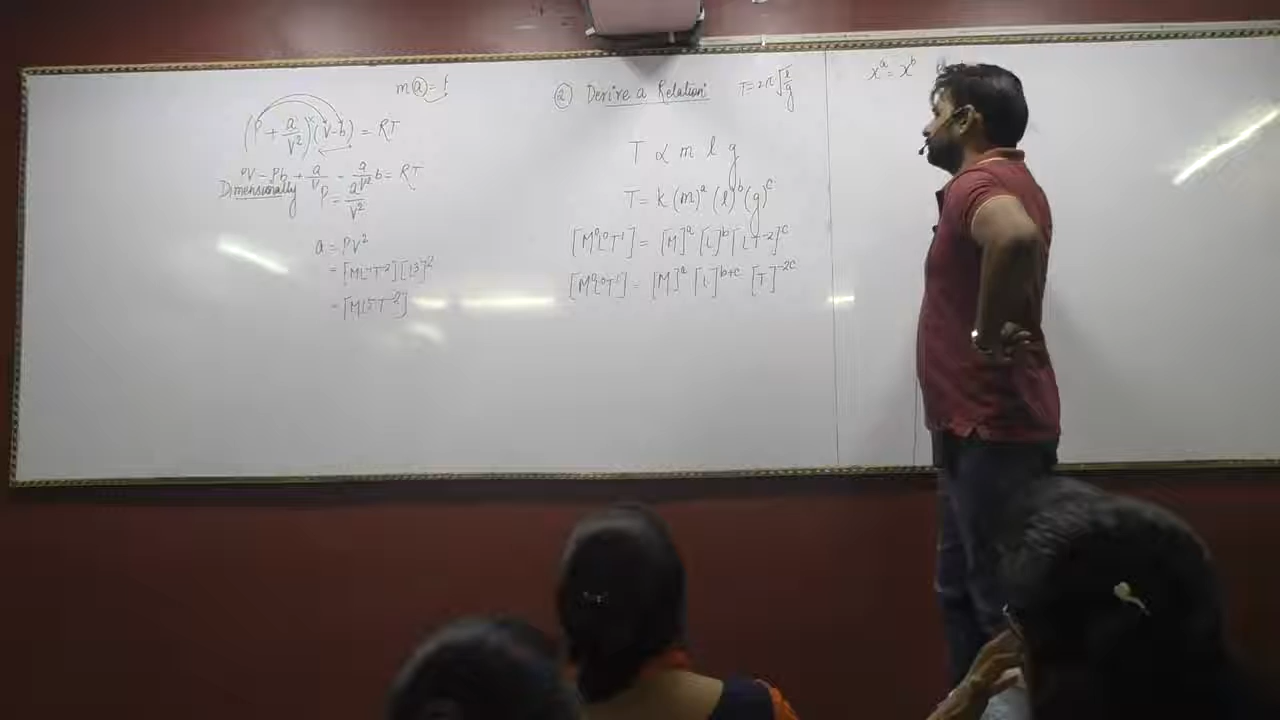 m(a) = f
(P + a/V²)(V-b) = RT
PV - Pb + a/V - a/V² b = RT
Dimensionally P = a/V²
a = PV²
= [ML⁻¹T⁻²][L³]²
= [ML⁵T⁻²]
(2) Derive a Relation T = 2π√(l/g)
T ∝ m l g
T = k (m)ᵃ (l)ᵇ (g)ᶜ
[M⁰L⁰T¹] = [M]ᵃ [L]ᵇ [LT⁻²]ᶜ
[M⁰L⁰T¹] = [M]ᵃ [L]ᵇ⁺ᶜ [T]⁻²ᶜ
xᵃ = xᵇ